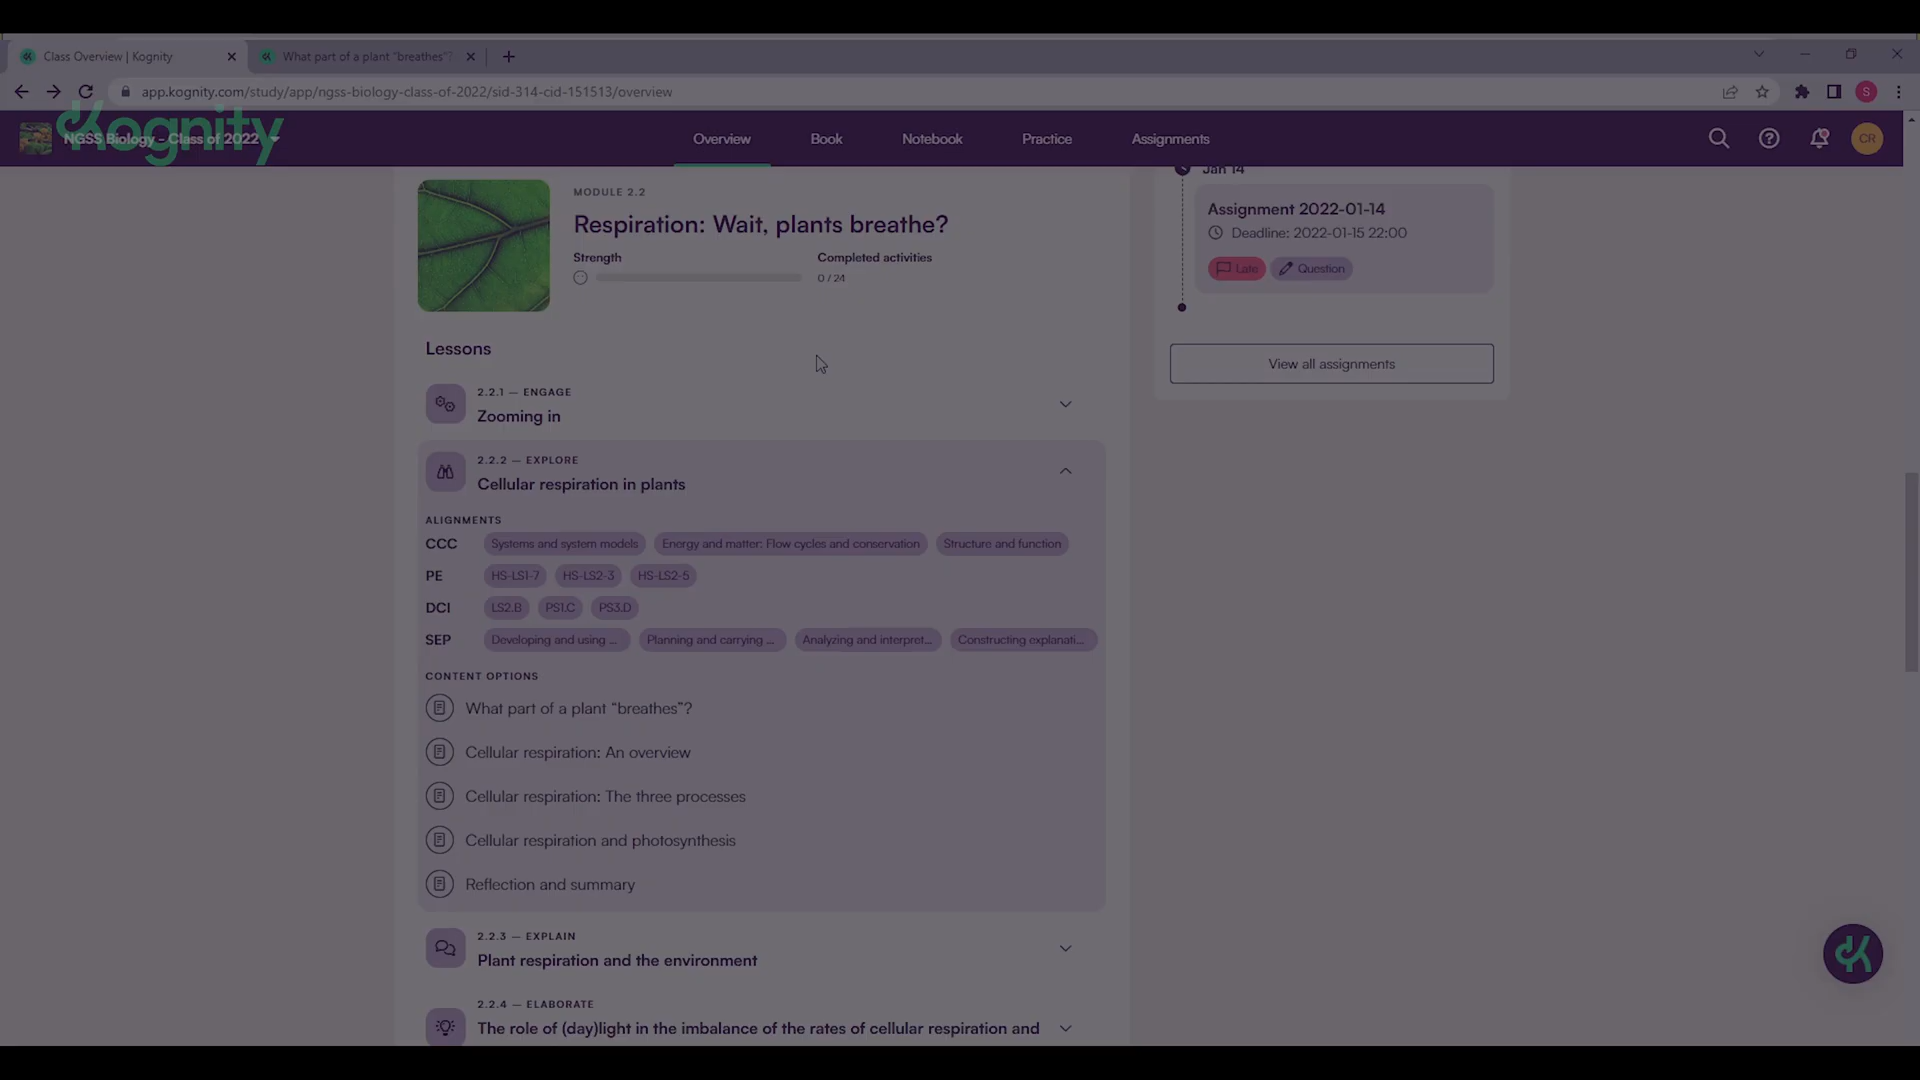 Class Overview | Kognity
What part of a plant "breathes"?
app.kognity.com/study/app/ngss-biology-class-of-2022/sid-314-cid-151513/overview
S
Kognity
NGSS Biology - Class of 2022
Overview
Book
Notebook
Practice
Assignments
CR
MODULE 2.2
Respiration: Wait, plants breathe?
Strength
Completed activities
0 / 24
Lessons
2.2.1 — ENGAGE
Zooming in
2.2.2 — EXPLORE
Cellular respiration in plants
ALIGNMENTS
CCC Systems and system models Energy and matter: Flow cycles and conservation Structure and function
PE HS-LS1-7 HS-LS2-3 HS-LS2-5
DCI LS2.B PS1.C PS3.D
SEP Developing and using ... Planning and carrying ... Analyzing and interpret... Constructing explanati...
CONTENT OPTIONS
What part of a plant “breathes”?
Cellular respiration: An overview
Cellular respiration: The three processes
Cellular respiration and photosynthesis
Reflection and summary
2.2.3 — EXPLAIN
Plant respiration and the environment
2.2.4 — ELABORATE
The role of (day)light in the imbalance of the rates of cellular respiration and
Jan 14
Assignment 2022-01-14
Deadline: 2022-01-15 22:00
Late
Question
View all assignments